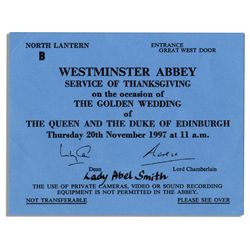 NORTH LANTERN ENTRANCE
B GREAT WEST DOOR
WESTMINSTER ABBEY
SERVICE OF THANKSGIVING
on the occasion of
THE GOLDEN WEDDING
of
THE QUEEN AND THE DUKE OF EDINBURGH
Thursday 20th November 1997 at 11 a.m.
Dean Lord Chamberlain
Lady Abel Smith
THE USE OF PRIVATE CAMERAS, VIDEO OR SOUND RECORDING
EQUIPMENT IS NOT PERMITTED IN THE ABBEY.
NOT TRANSFERABLE PLEASE SEE OVER